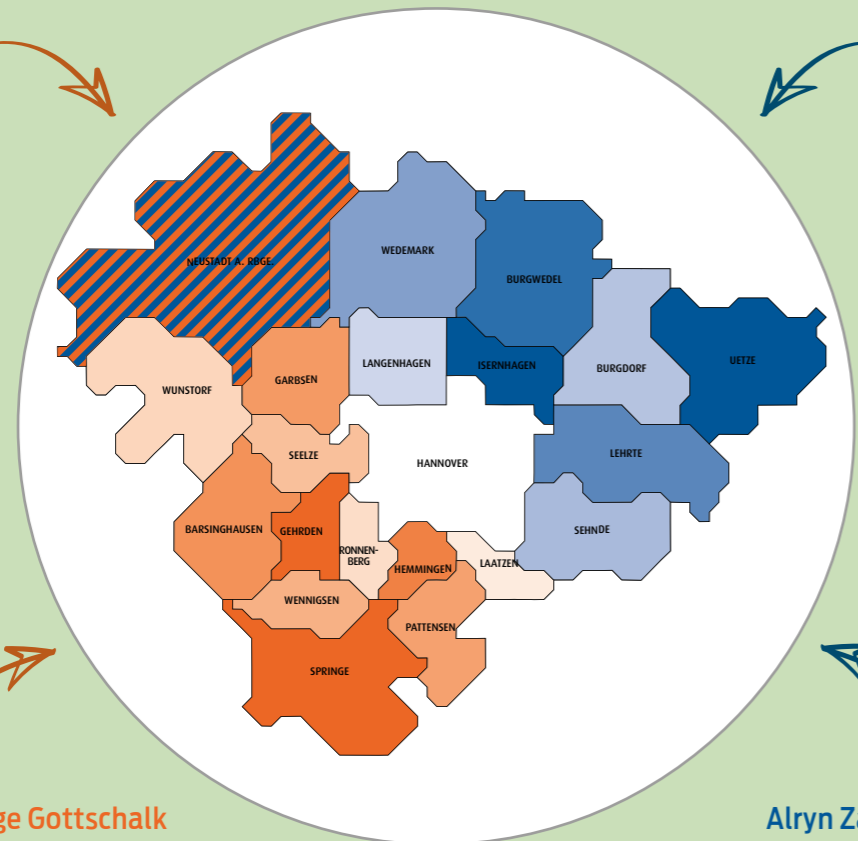 WEDEMARK
NEUSTADT A. RBGE.
BURGWEDEL
LANGENHAGEN
ISERNHAGEN
UETZE
BURGDORF
GARBSEN
WUNSTORF
SEELZE
HANNOVER
LEHRTE
BARSINGHAUSEN
GEHRDEN
SEHNDE
RONNEN-
BERG
HEMMINGEN
LAATZEN
WENNIGSEN
PATTENSEN
SPRINGE
ge Gottschalk
Alryn Za